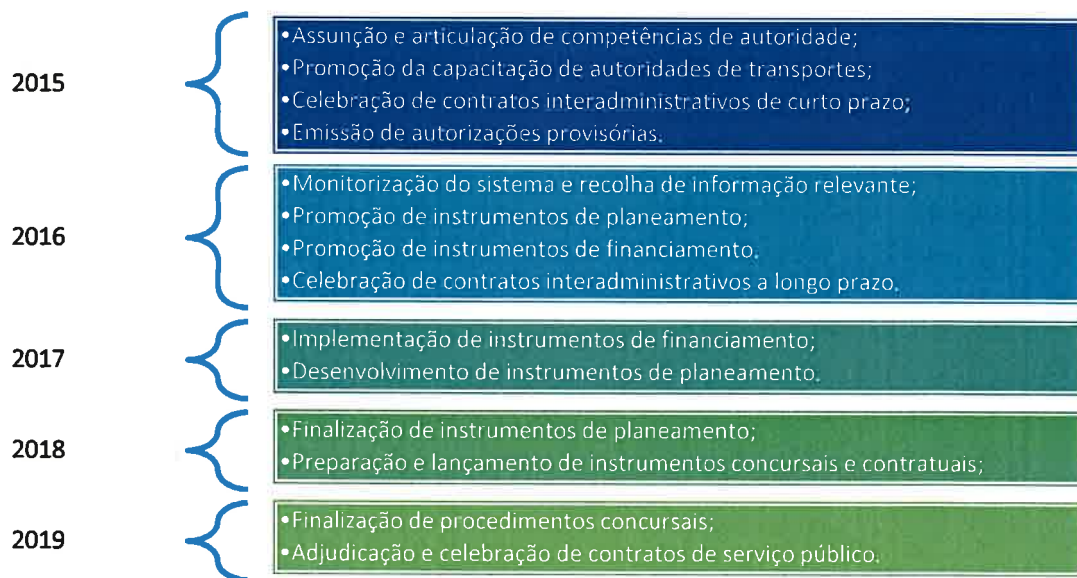 2015
•Assunção e articulação de competências de autoridade;
•Promoção da capacitação de autoridades de transportes;
•Celebração de contratos interadministrativos de curto prazo;
•Emissão de autorizações provisórias.
2016
•Monitorização do sistema e recolha de informação relevante;
•Promoção de instrumentos de planeamento;
•Promoção de instrumentos de financiamento.
•Celebração de contratos interadministrativos a longo prazo.
2017
•Implementação de instrumentos de financiamento;
•Desenvolvimento de instrumentos de planeamento.
2018
•Finalização de instrumentos de planeamento;
•Preparação e lançamento de instrumentos concursais e contratuais;
2019
•Finalização de procedimentos concursais;
•Adjudicação e celebração de contratos de serviço público.